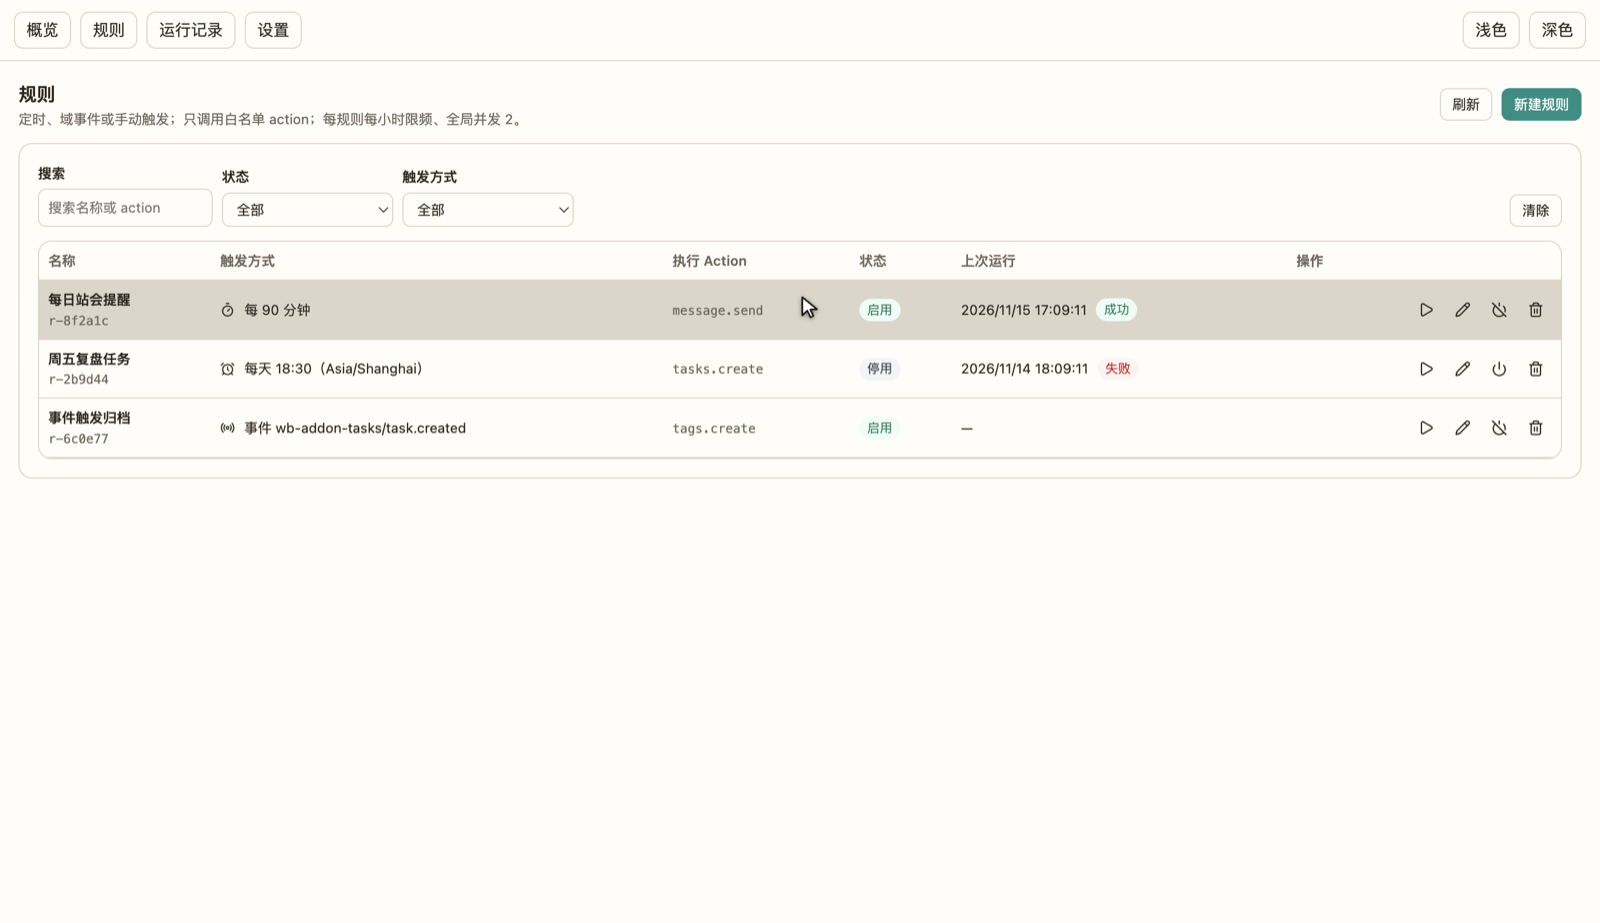 概览 规则 运行记录 设置 浅色 深色
规则
定时、域事件或手动触发；只调用白名单 action；每规则每小时限频、全局并发 2。
刷新 新建规则
搜索 状态 触发方式
搜索名称或 action 全部 全部 清除
名称 触发方式 执行 Action 状态 上次运行 操作
每日站会提醒
r-8f2a1c
每 90 分钟 message.send 启用 2026/11/15 17:09:11 成功
周五复盘任务
r-2b9d44
每天 18:30（Asia/Shanghai） tasks.create 停用 2026/11/14 18:09:11 失败
事件触发归档
r-6c0e77
事件 wb-addon-tasks/task.created tags.create 启用 —